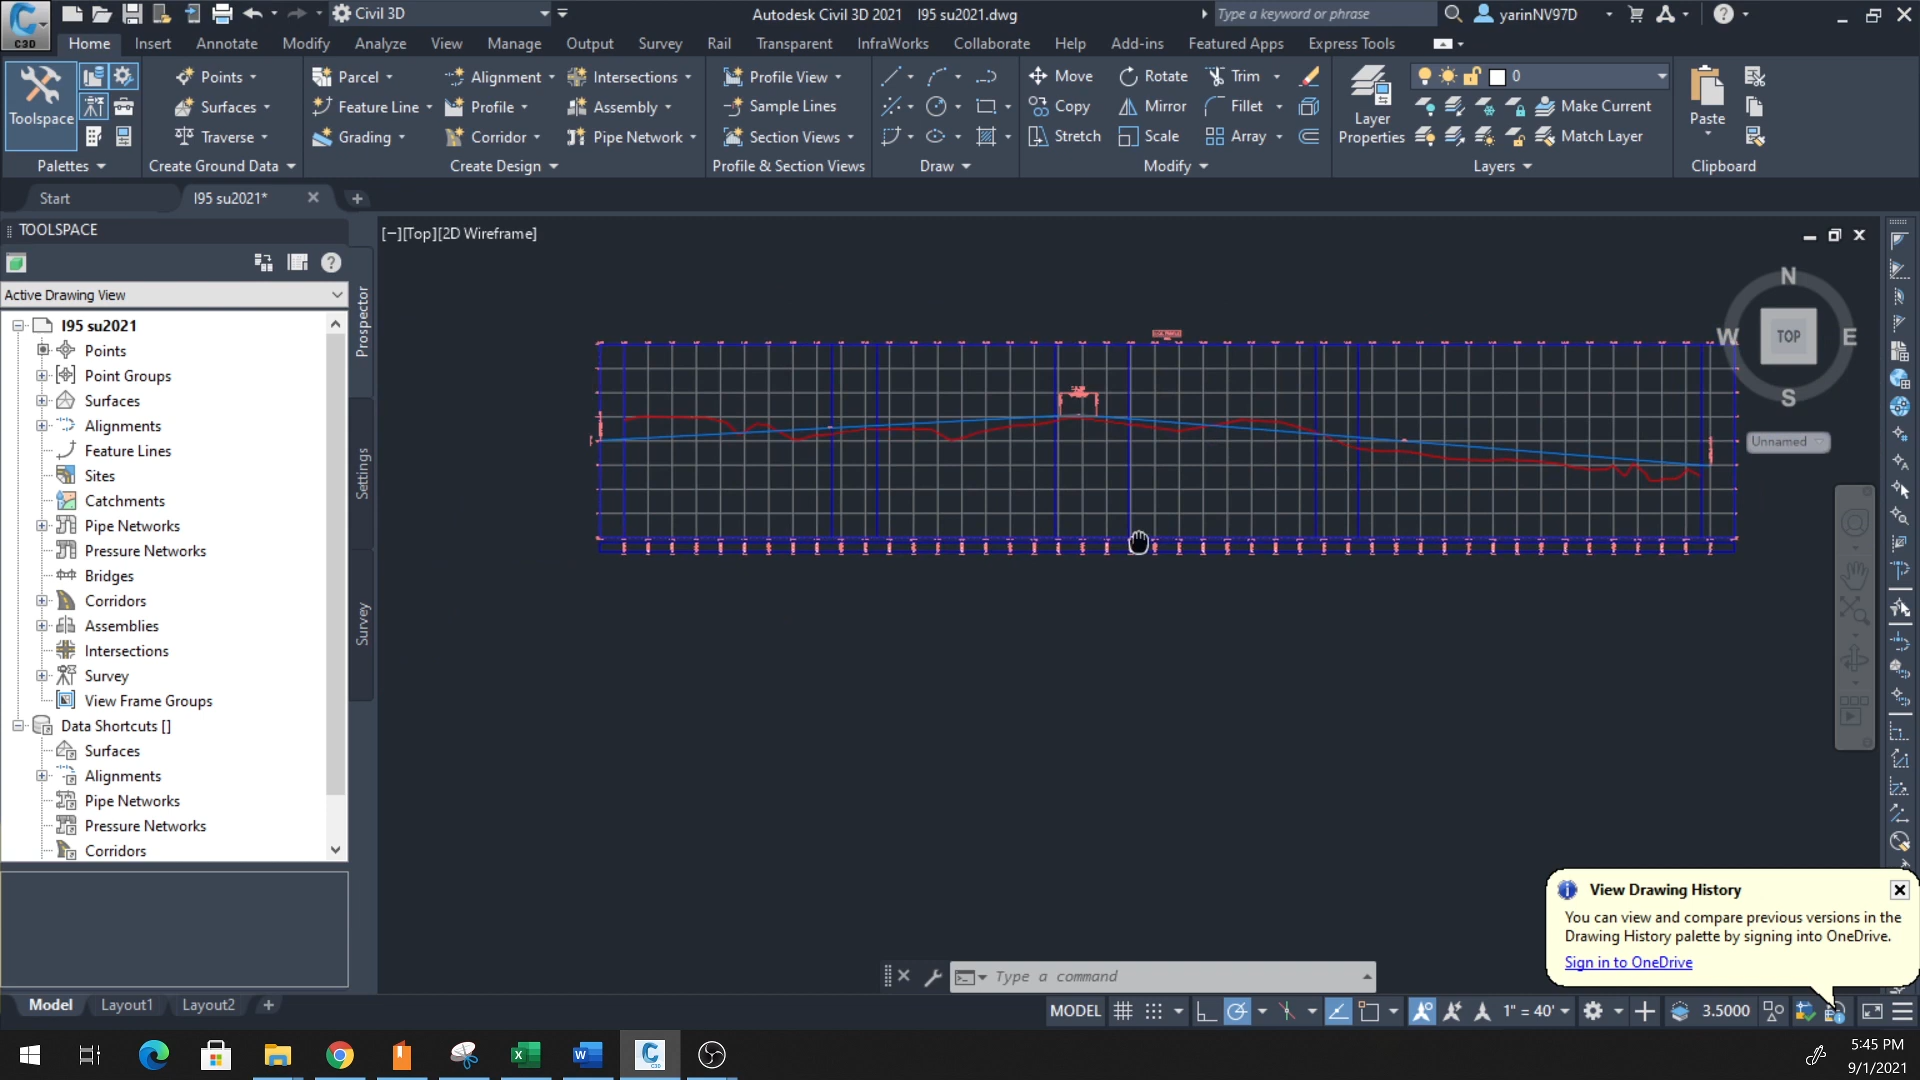 C3D
Civil 3D
Autodesk Civil 3D 2021 I95 su2021.dwg
Type a keyword or phrase
yarinNV97D
Home Insert Annotate Modify Analyze View Manage Output Survey Rail Transparent InfraWorks Collaborate Help Add-ins Featured Apps Express Tools
Toolspace
Palettes
Points
Surfaces
Traverse
Create Ground Data
Parcel
Feature Line
Grading
Alignment
Profile
Corridor
Intersections
Assembly
Pipe Network
Create Design
Profile View
Sample Lines
Section Views
Profile & Section Views
Draw
Move
Copy
Stretch
Rotate
Mirror
Scale
Trim
Fillet
Array
Modify
Layer
Properties
0
Make Current
Match Layer
Layers
Paste
Clipboard
Start
I95 su2021*
TOOLSPACE
Active Drawing View
I95 su2021
Points
Point Groups
Surfaces
Alignments
Feature Lines
Sites
Catchments
Pipe Networks
Pressure Networks
Bridges
Corridors
Assemblies
Intersections
Survey
View Frame Groups
Data Shortcuts []
Surfaces
Alignments
Pipe Networks
Pressure Networks
Corridors
Prospector
Settings
Survey
[−][Top][2D Wireframe]
N
W
TOP
E
S
Unnamed
View Drawing History
You can view and compare previous versions in the
Drawing History palette by signing into OneDrive.
Sign in to OneDrive
Type a command
Model Layout1 Layout2
MODEL
1" = 40'
3.5000
5:45 PM
9/1/2021